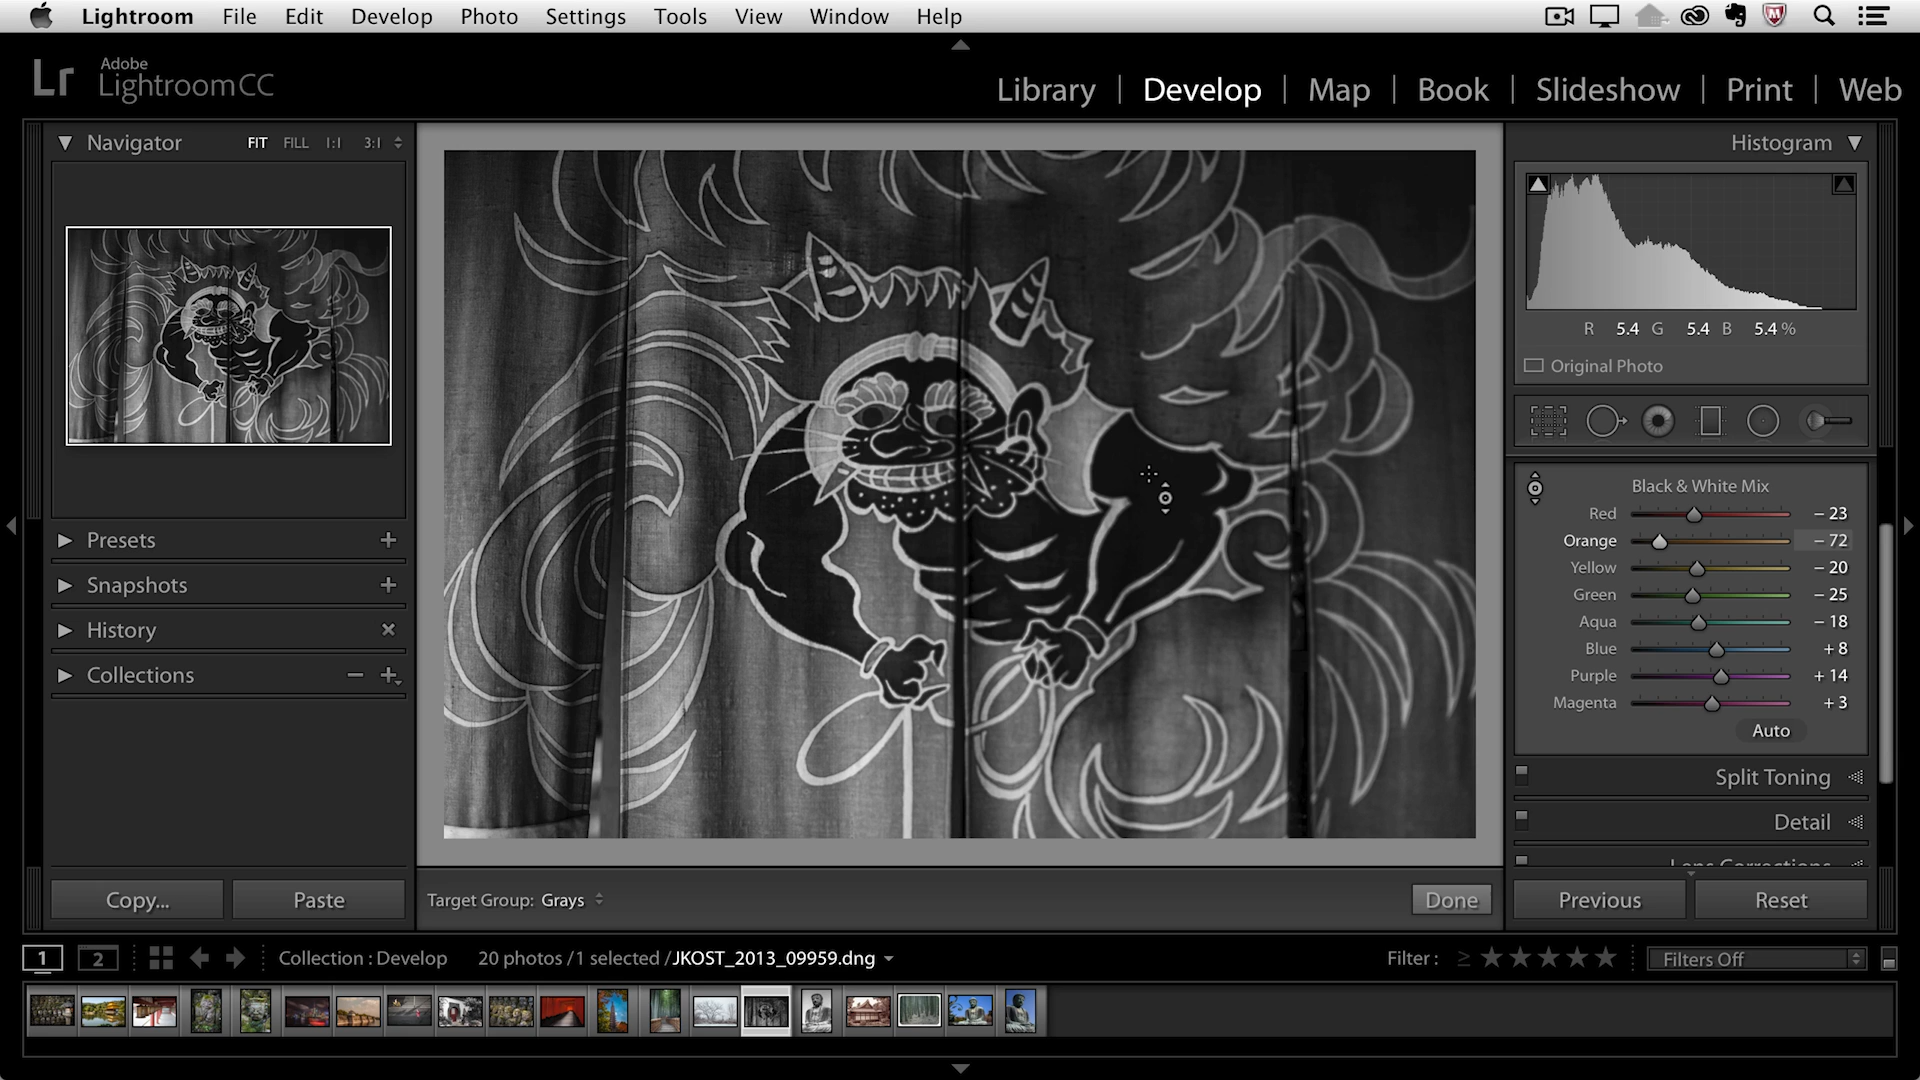 Lightroom File Edit Develop Photo Settings Tools View Window Help
Lr Adobe
Lightroom CC
Library | Develop | Map | Book | Slideshow | Print | Web
Navigator FIT FILL 1:1 3:1
Histogram
R 5.4 G 5.4 B 5.4 %
Original Photo
Black & White Mix
Red – 23
Orange – 72
Yellow – 20
Green – 25
Aqua – 18
Blue + 8
Purple + 14
Magenta + 3
Auto
Presets
Snapshots
History
Collections
Split Toning
Detail
Lens Corrections
Copy... Paste
Target Group: Grays
Done
Previous Reset
1 2 Collection : Develop 20 photos / 1 selected / JKOST_2013_09959.dng
Filter : ≥ ★★★★★ Filters Off